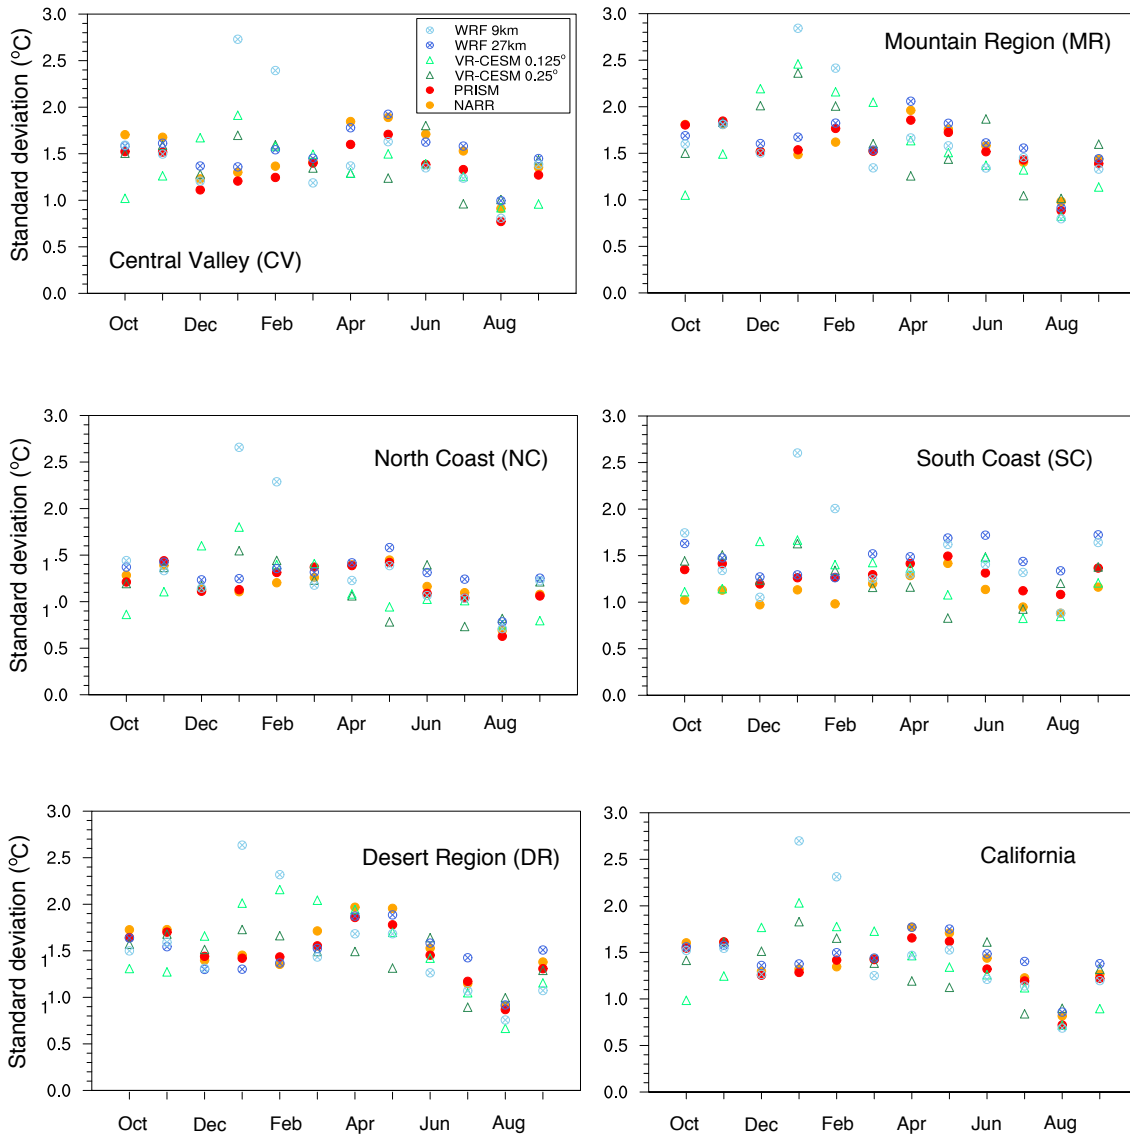 Standard deviation (°C)
3.0
2.5
2.0
1.5
1.0
0.5
0.0
WRF 9km
WRF 27km
VR-CESM 0.125°
VR-CESM 0.25°
PRISM
NARR
Central Valley (CV)
Oct Dec Feb Apr Jun Aug
3.0
2.5
2.0
1.5
1.0
0.5
0.0
Mountain Region (MR)
Oct Dec Feb Apr Jun Aug
Standard deviation (°C)
3.0
2.5
2.0
1.5
1.0
0.5
0.0
North Coast (NC)
Oct Dec Feb Apr Jun Aug
3.0
2.5
2.0
1.5
1.0
0.5
0.0
South Coast (SC)
Oct Dec Feb Apr Jun Aug
Standard deviation (°C)
3.0
2.5
2.0
1.5
1.0
0.5
0.0
Desert Region (DR)
Oct Dec Feb Apr Jun Aug
3.0
2.5
2.0
1.5
1.0
0.5
0.0
California
Oct Dec Feb Apr Jun Aug